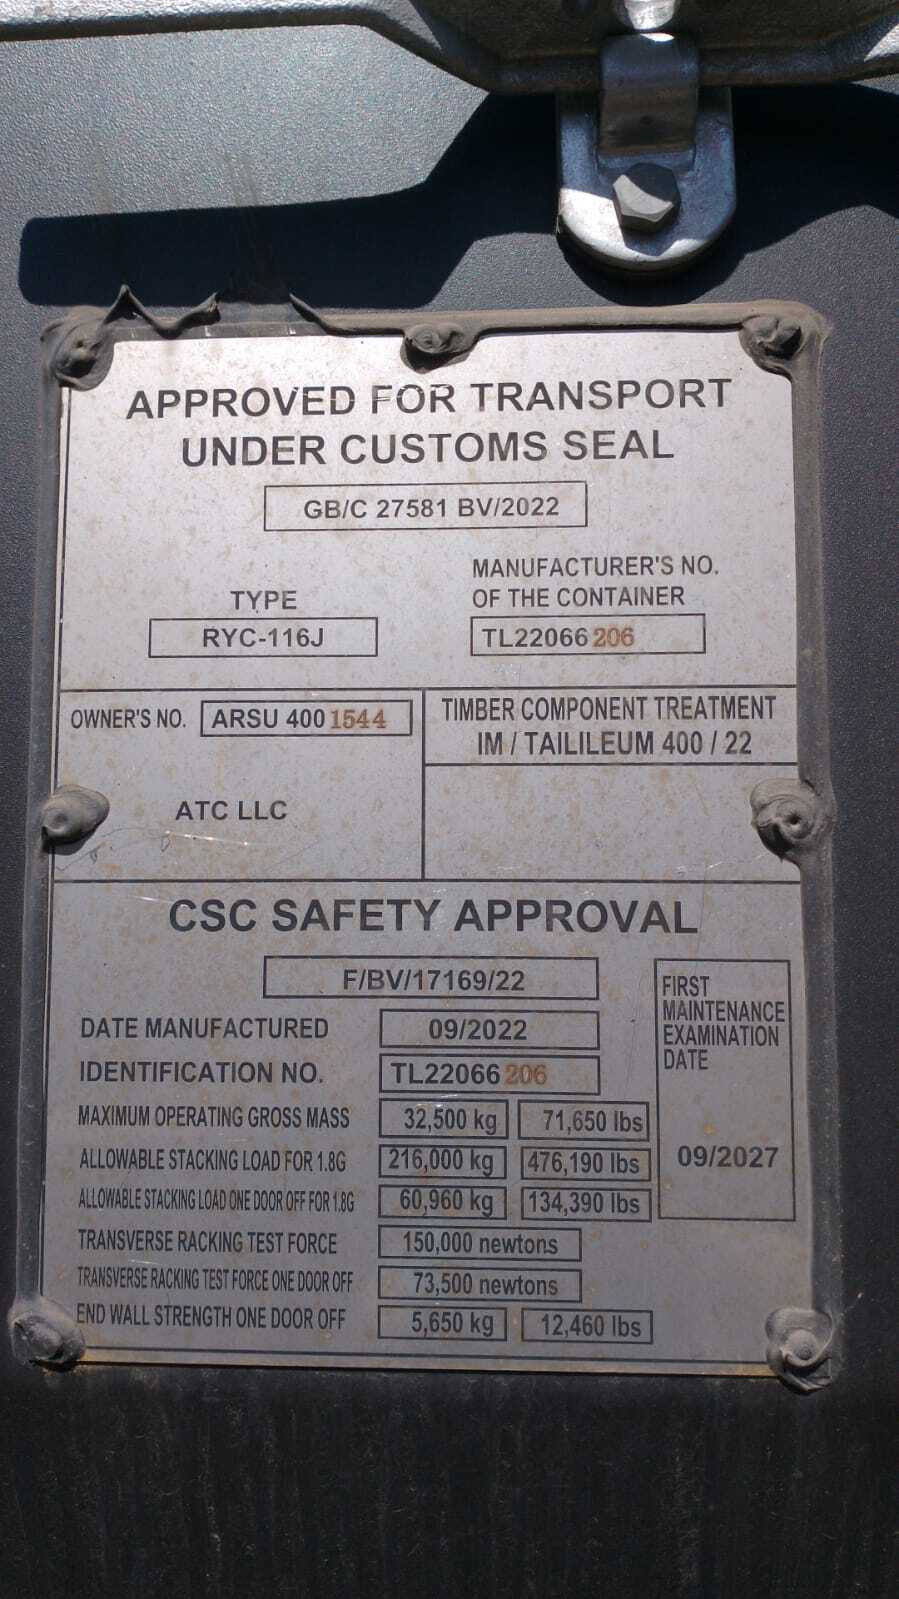 APPROVED FOR TRANSPORT
UNDER CUSTOMS SEAL
GB/C 27581 BV/2022
TYPE
RYC-116J
MANUFACTURER'S NO.
OF THE CONTAINER
TL22066 206
OWNER'S NO. ARSU 400 1544
ATC LLC
TIMBER COMPONENT TREATMENT
IM / TAILILEUM 400 / 22
CSC SAFETY APPROVAL
F/BV/17169/22
DATE MANUFACTURED 09/2022
IDENTIFICATION NO. TL22066 206
MAXIMUM OPERATING GROSS MASS 32,500 kg 71,650 lbs
ALLOWABLE STACKING LOAD FOR 1.8G 216,000 kg 476,190 lbs
ALLOWABLE STACKING LOAD ONE DOOR OFF FOR 1.8G 60,960 kg 134,390 lbs
TRANSVERSE RACKING TEST FORCE 150,000 newtons
TRANSVERSE RACKING TEST FORCE ONE DOOR OFF 73,500 newtons
END WALL STRENGTH ONE DOOR OFF 5,650 kg 12,460 lbs
FIRST
MAINTENANCE
EXAMINATION
DATE
09/2027